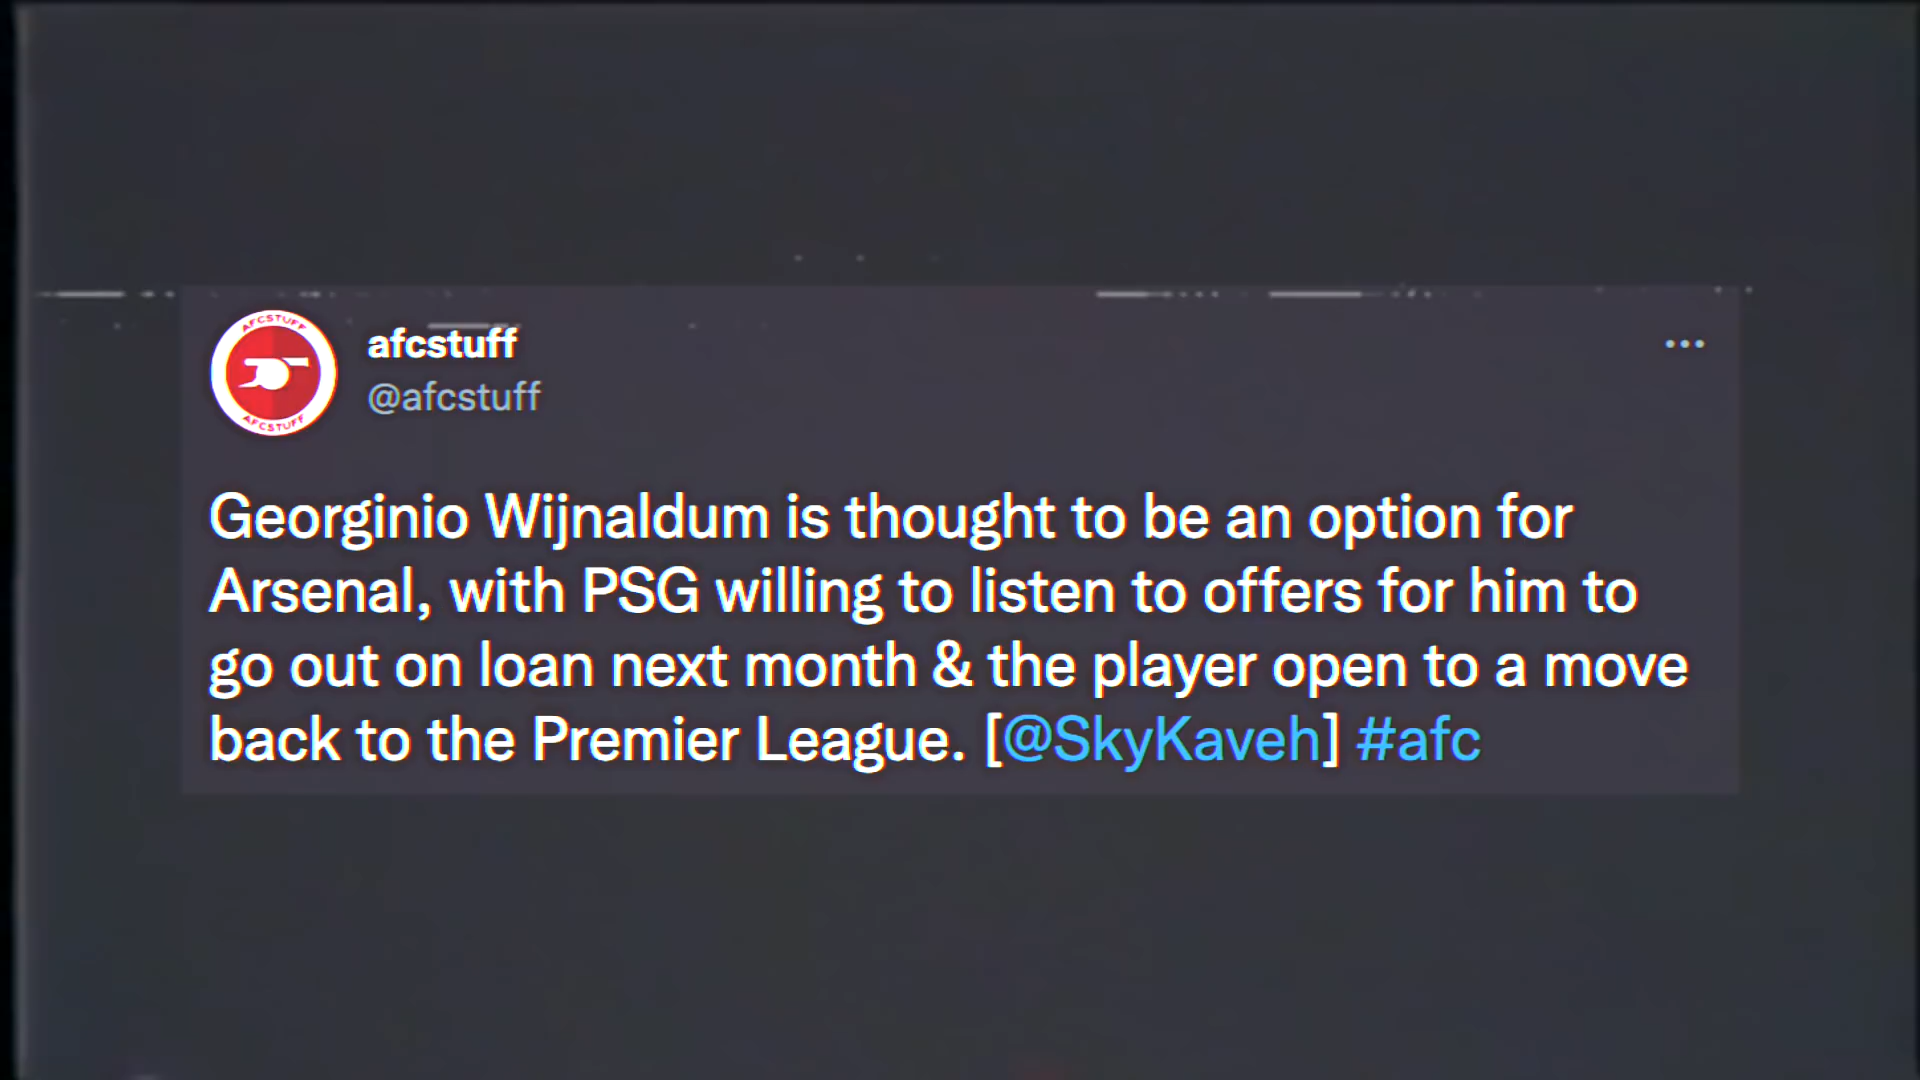 AFCSTUFF
AFCSTUFF
afcstuff
@afcstuff
Georginio Wijnaldum is thought to be an option for
Arsenal, with PSG willing to listen to offers for him to
go out on loan next month & the player open to a move
back to the Premier League. [@SkyKaveh] #afc